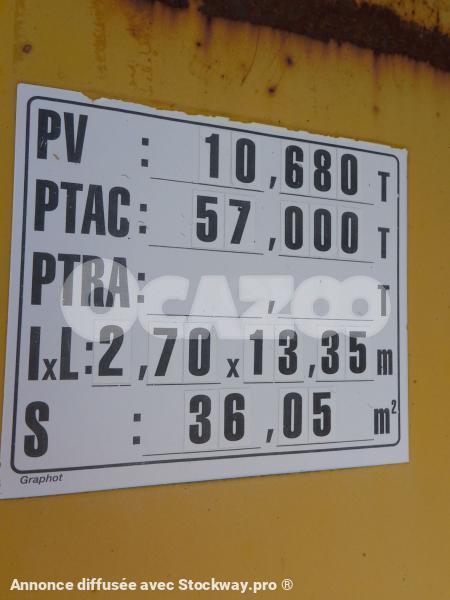 PV : 10,680 T
PTAC: 57,000 T
PTRA: , T
OCAZOO
lxL:2,70 x 13,35 m
S : 36,05 m²
Graphot
Annonce diffusée avec Stockway.pro ®